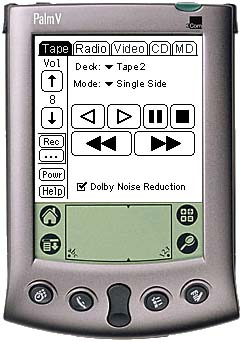 PalmV
3Com
Tape Radio Video CD MD
Vol
Deck: Tape2
8
Mode: Single Side
Rec
...
Powr
Help
Dolby Noise Reduction